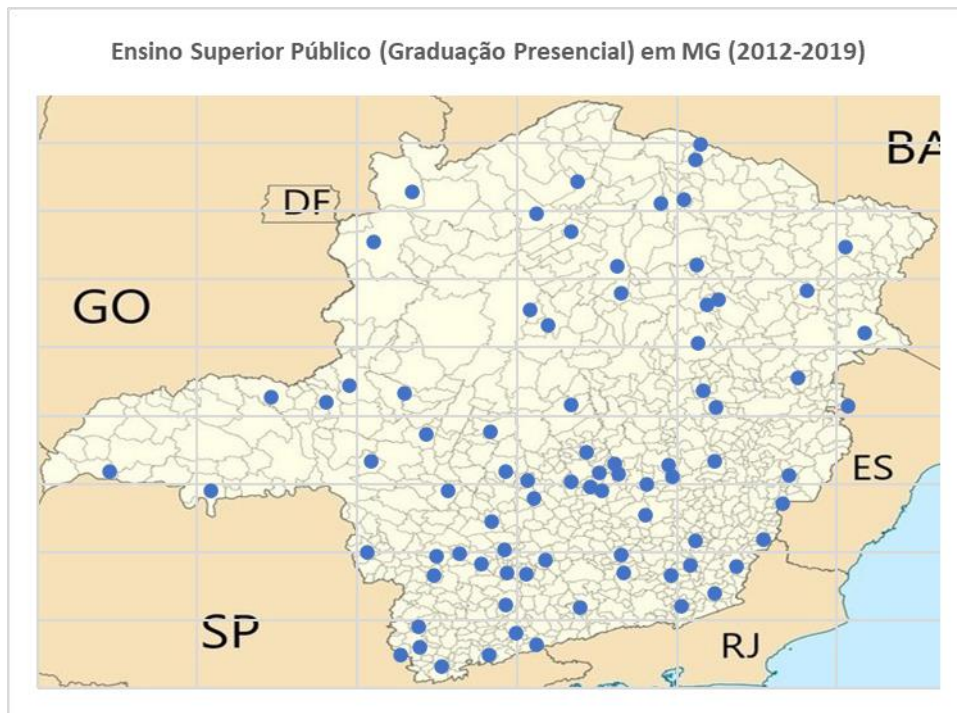 Ensino Superior Público (Graduação Presencial) em MG (2012-2019)
BA
DF
GO
ES
SP
RJ